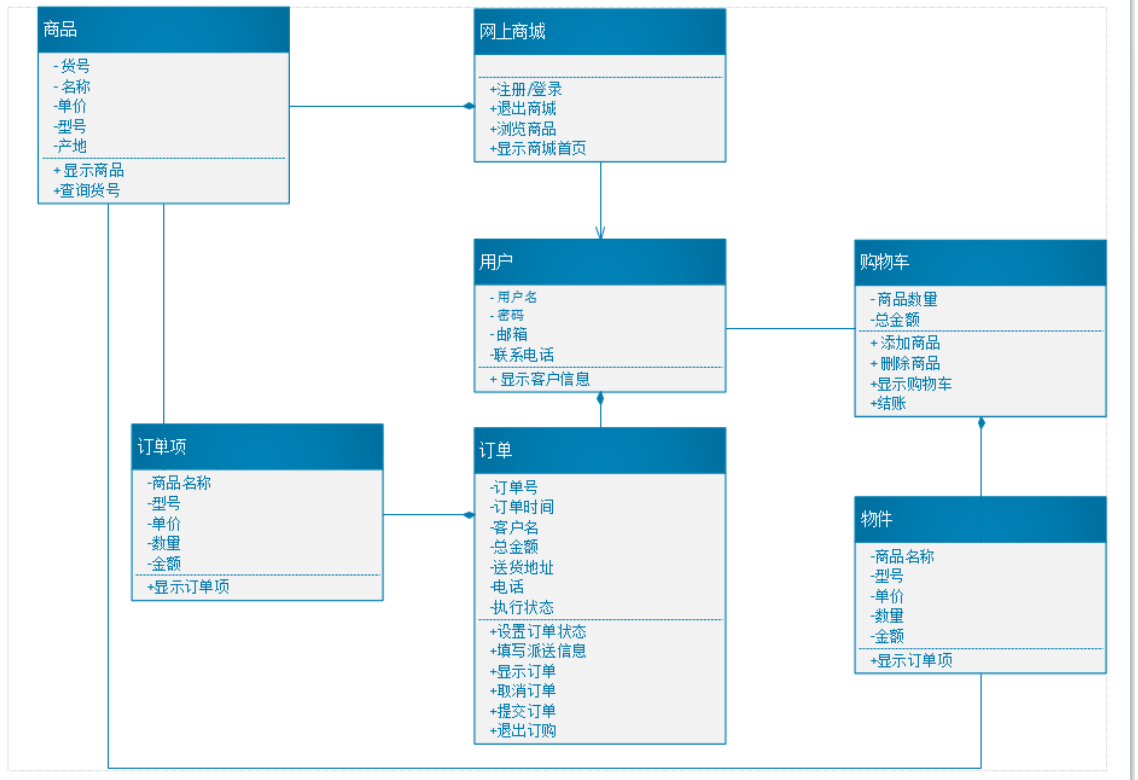 商品
- 货号
- 名称
-单价
-型号
-产地
+ 显示商品
+查询货号
网上商城
+注册/登录
+退出商城
+浏览商品
+显示商城首页
用户
- 用户名
- 密码
-邮箱
-联系电话
+ 显示客户信息
购物车
-商品数量
-总金额
+ 添加商品
+ 删除商品
+显示购物车
+结账
订单项
-商品名称
-型号
-单价
-数量
-金额
+显示订单项
订单
-订单号
-订单时间
-客户名
-总金额
-送货地址
-电话
-执行状态
+设置订单状态
+填写派送信息
+显示订单
+取消订单
+提交订单
+退出订购
物件
-商品名称
-型号
-单价
-数量
-金额
+显示订单项